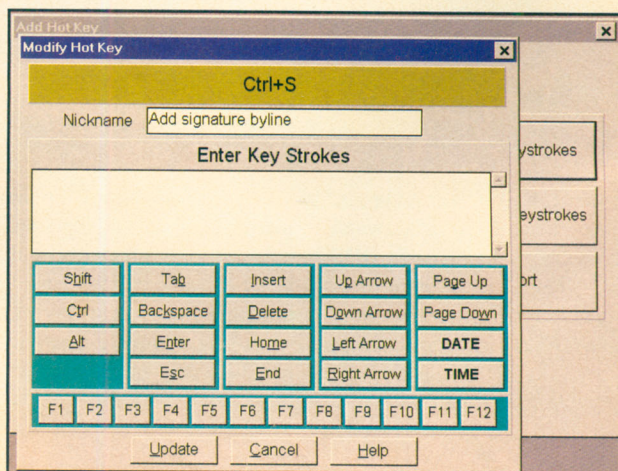 Add Hot Key
Modify Hot Key
Ctrl+S
Nickname Add signature byline
Enter Key Strokes
ystrokes
eystrokes
ort
Shift Tab Insert Up Arrow Page Up
Ctrl Backspace Delete Down Arrow Page Down
Alt Enter Home Left Arrow DATE
Esc End Right Arrow TIME
F1 F2 F3 F4 F5 F6 F7 F8 F9 F10 F11 F12
Update Cancel Help